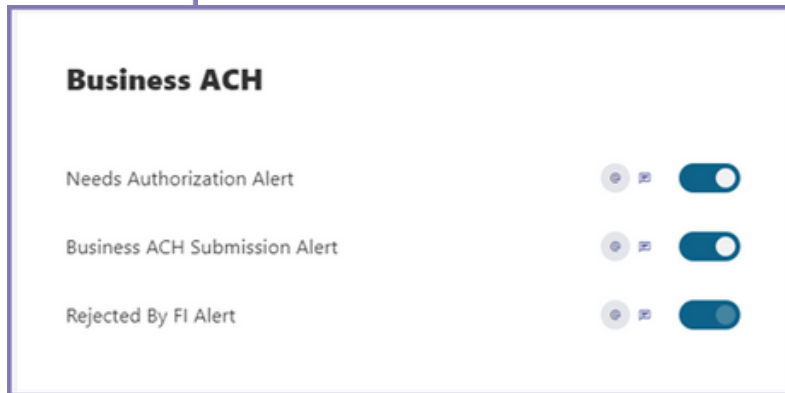 Business ACH
Needs Authorization Alert
Business ACH Submission Alert
Rejected By FI Alert